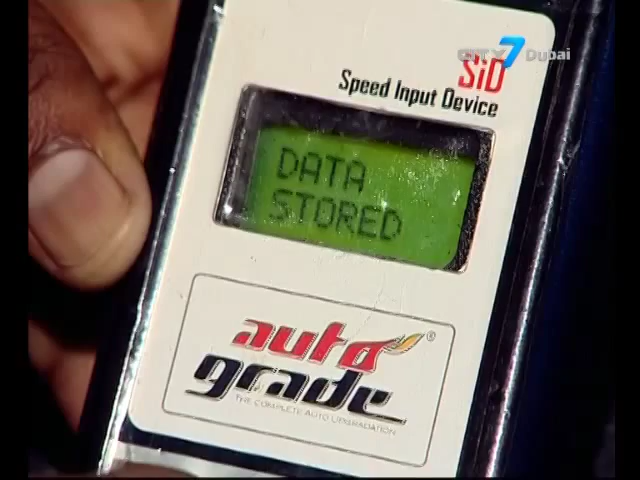 CITY 7 Dubai
SiD
Speed Input Device
DATA
STORED
auto
grade
®
THE COMPLETE AUTO UPGRADATION